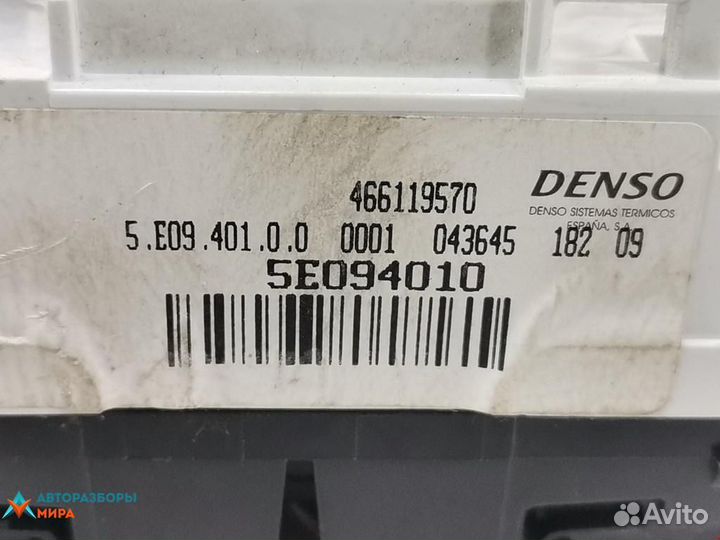 466119570
DENSO
DENSO SISTEMAS TERMICOS
ESPAÑA, S.A.
5.E09.401.0.0 0001 043645 182 09
5E094010
АВТОРАЗБОРЫ
МИРА
Avito